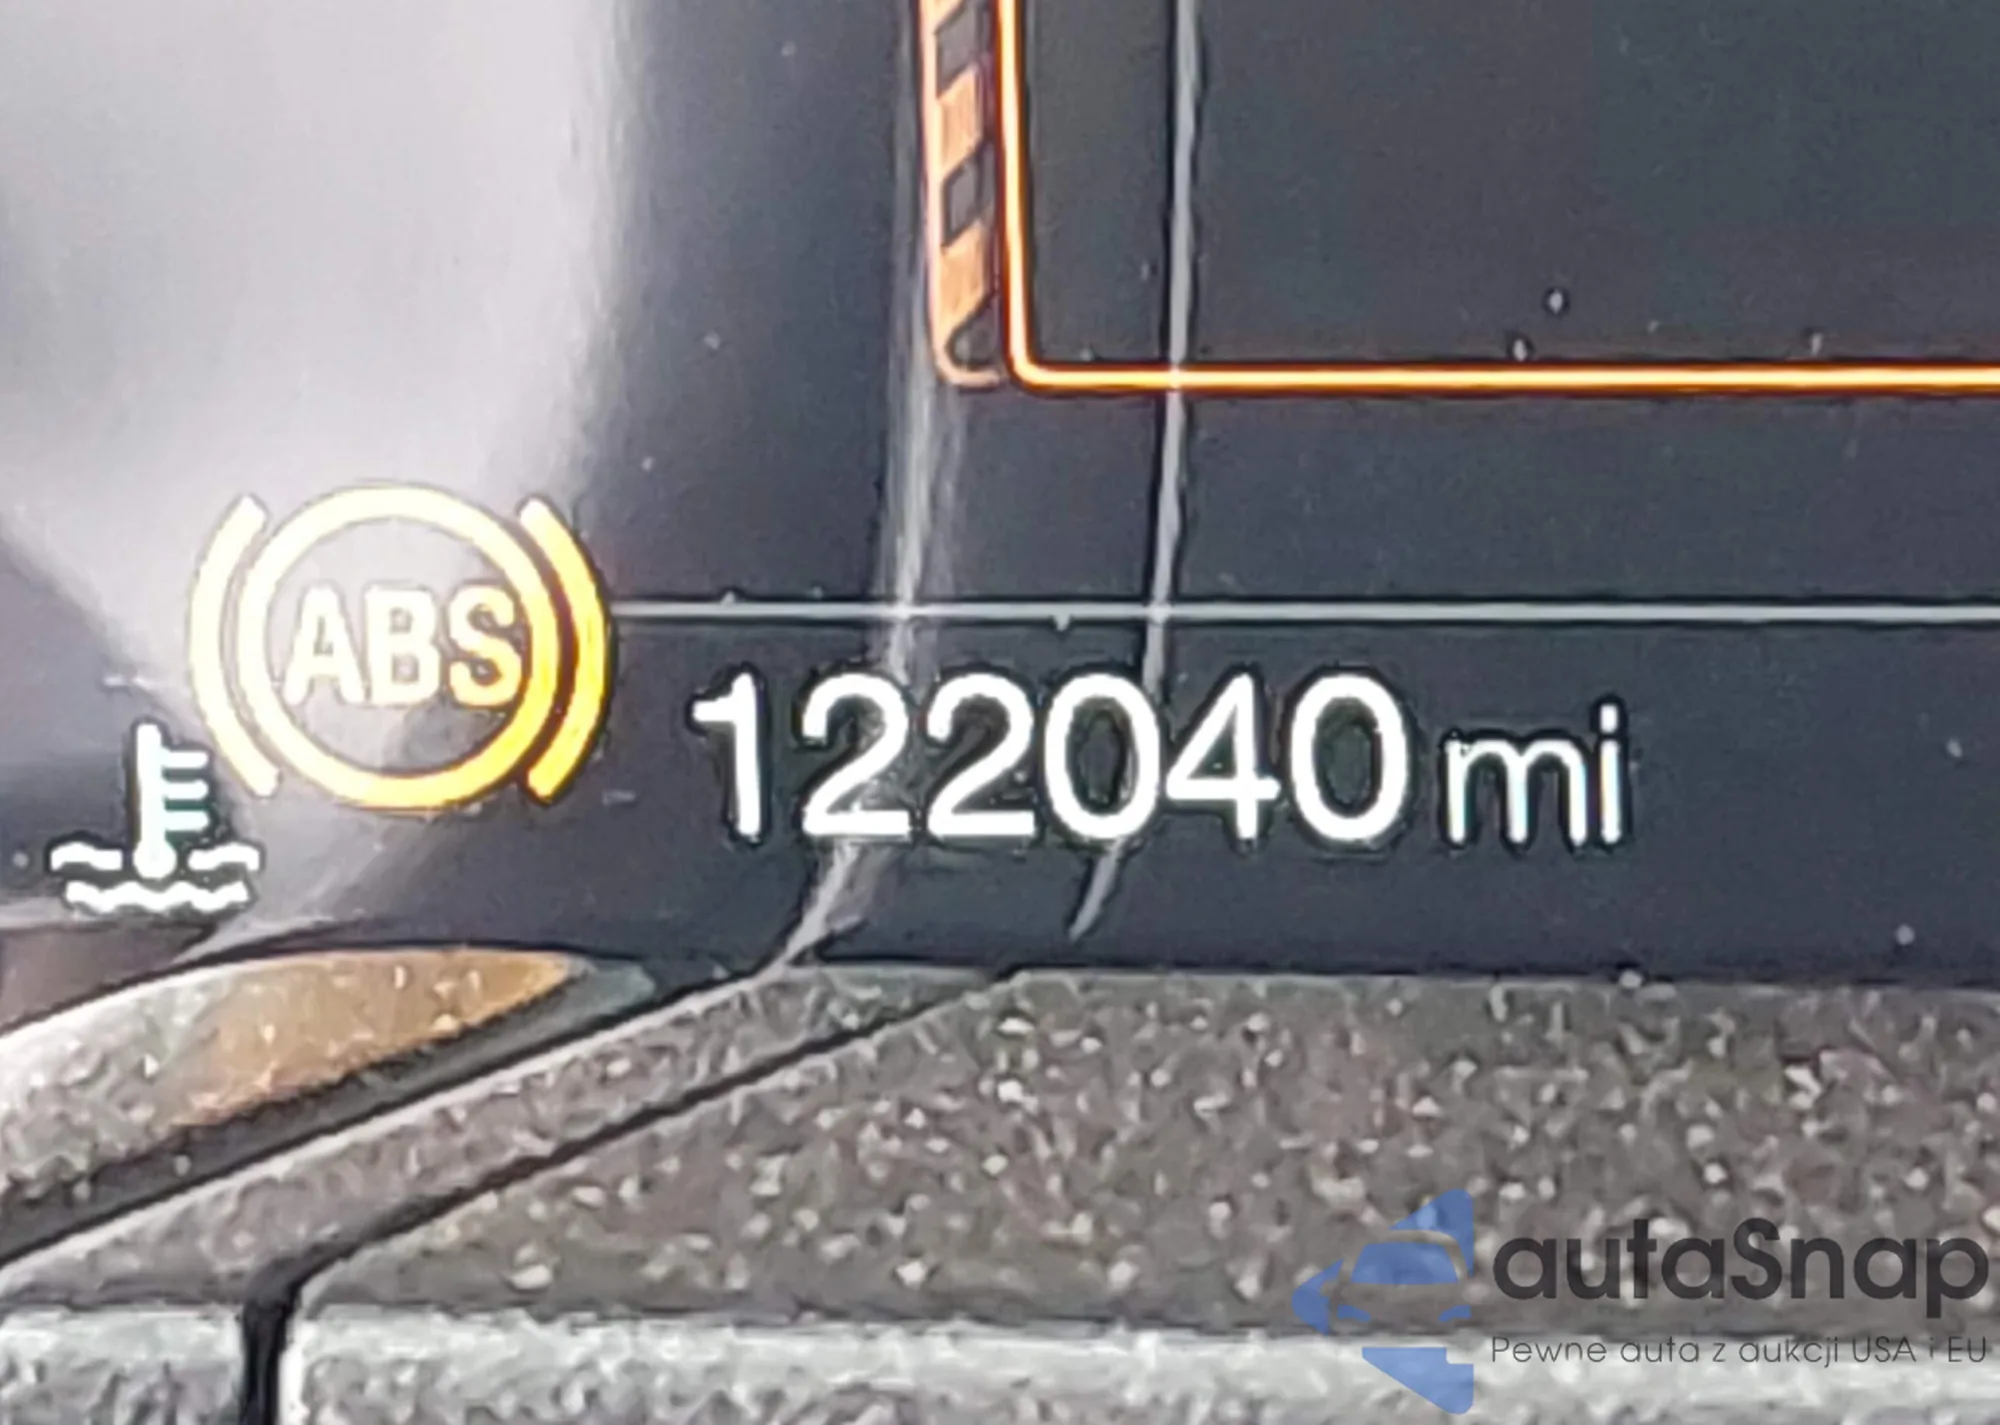 ABS
122040 mi
autaSnap
Pewne auta z aukcji USA i EU